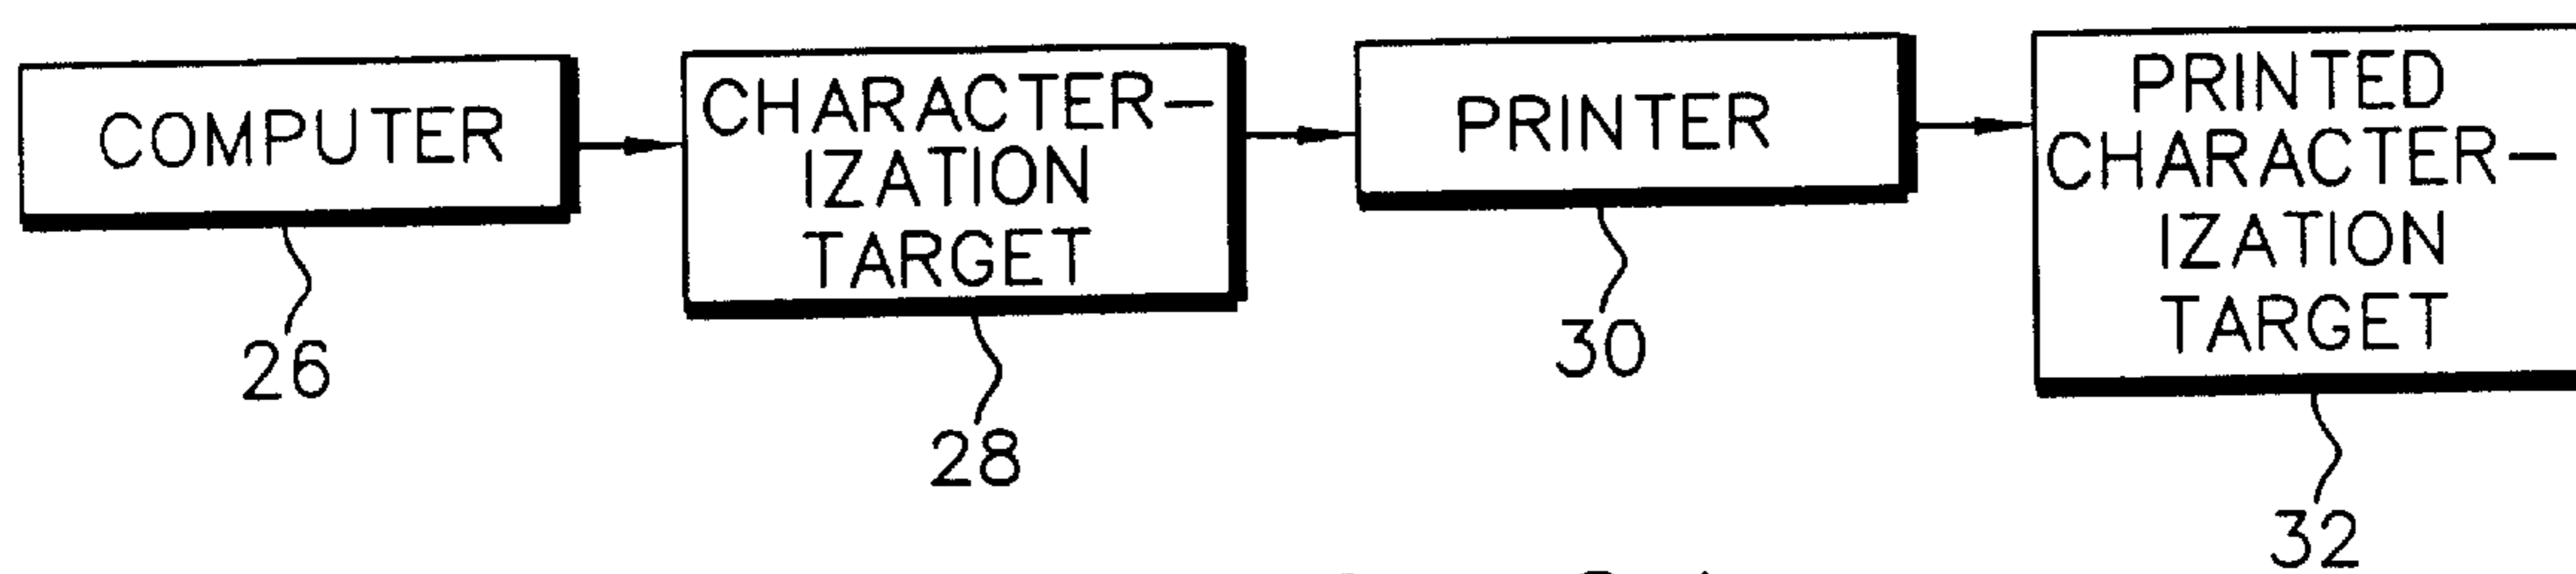 COMPUTER
CHARACTER-
IZATION
TARGET
PRINTER
PRINTED
CHARACTER-
IZATION
TARGET
26
28
30
32